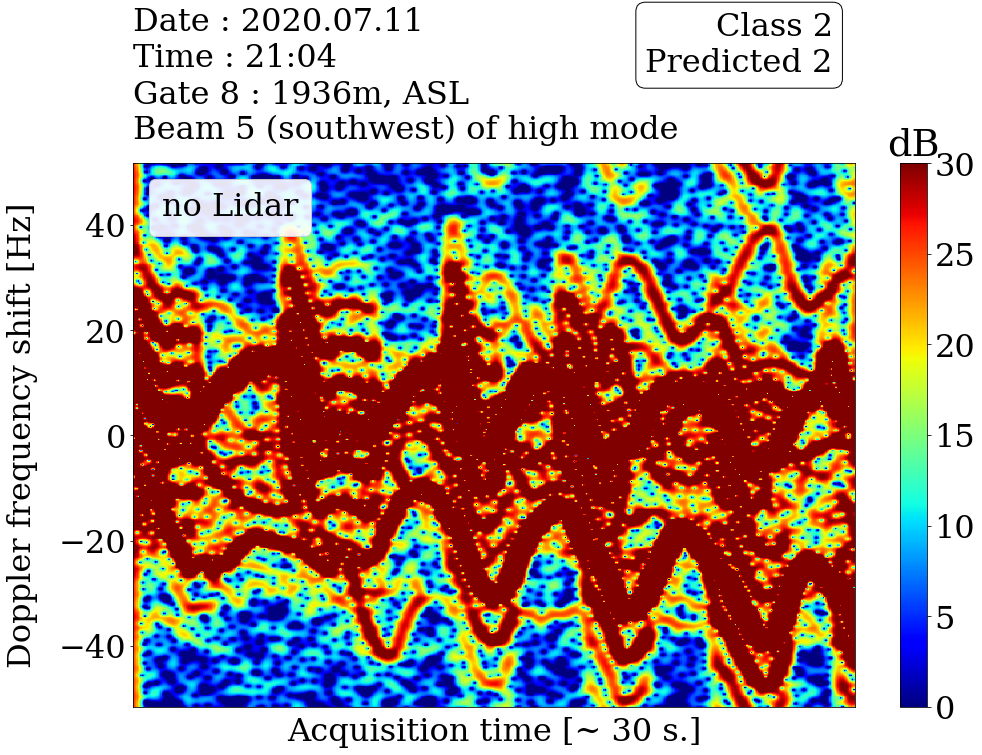 Date : 2020.07.11
Time : 21:04
Gate 8 : 1936m, ASL
Beam 5 (southwest) of high mode
Class 2
Predicted 2
dB
no Lidar
Doppler frequency shift [Hz]
40
20
0
−20
−40
30
25
20
15
10
5
0
Acquisition time [~ 30 s.]